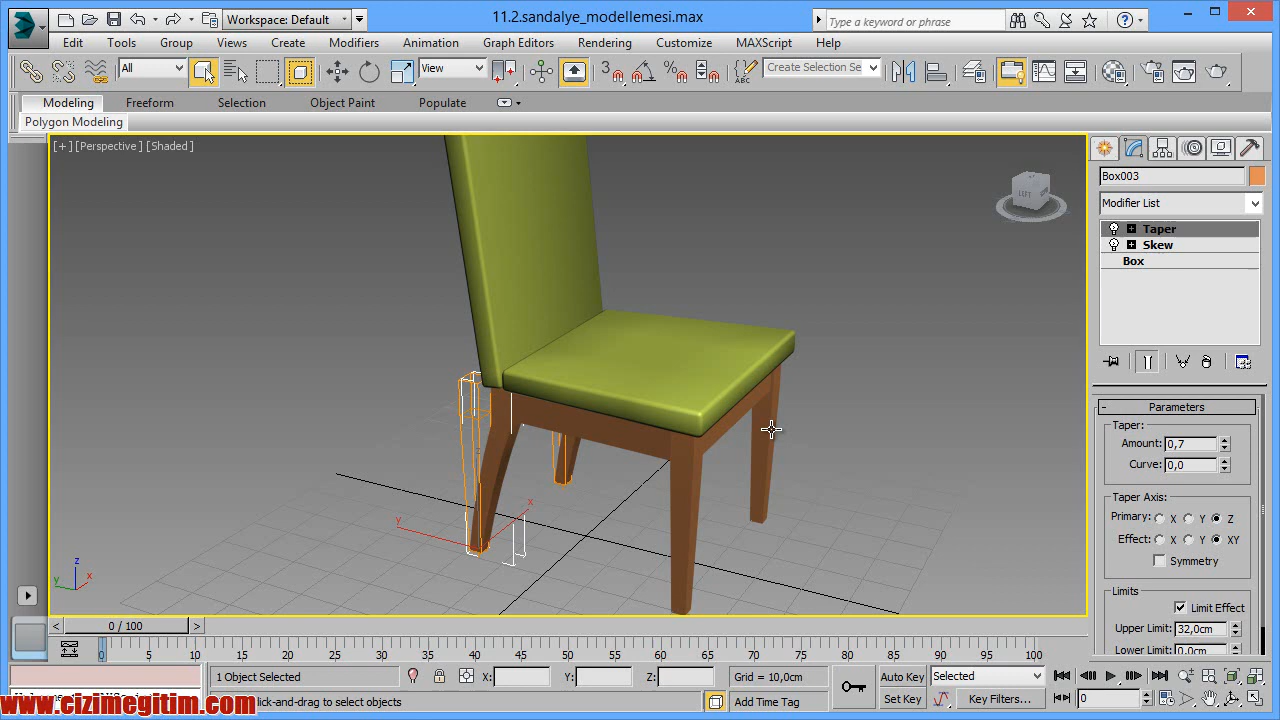 Workspace: Default
11.2.sandalye_modellemesi.max
Type a keyword or phrase
Edit Tools Group Views Create Modifiers Animation Graph Editors Rendering Customize MAXScript Help
All
View
3
Create Selection Se
Modeling Freeform Selection Object Paint Populate
Polygon Modeling
[+] [Perspective] [Shaded]
LEFT
Box003
Modifier List
Taper
Skew
Box
Parameters
Taper:
Amount: 0,7
Curve: 0,0
Taper Axis:
Primary: X Y Z
Effect: X Y XY
Symmetry
Limits
Limit Effect
Upper Limit: 32,0cm
Lower Limit: 0,0cm
y x
z
y x
0 / 100
0 5 10 15 20 25 30 35 40 45 50 55 60 65 70 75 80 85 90 95 100
1 Object Selected
X: Y: Z:
Grid = 10,0cm
Auto Key
Selected
lick-and-drag to select objects
Add Time Tag
Set Key
Key Filters...
0
www.cizimegitim.com